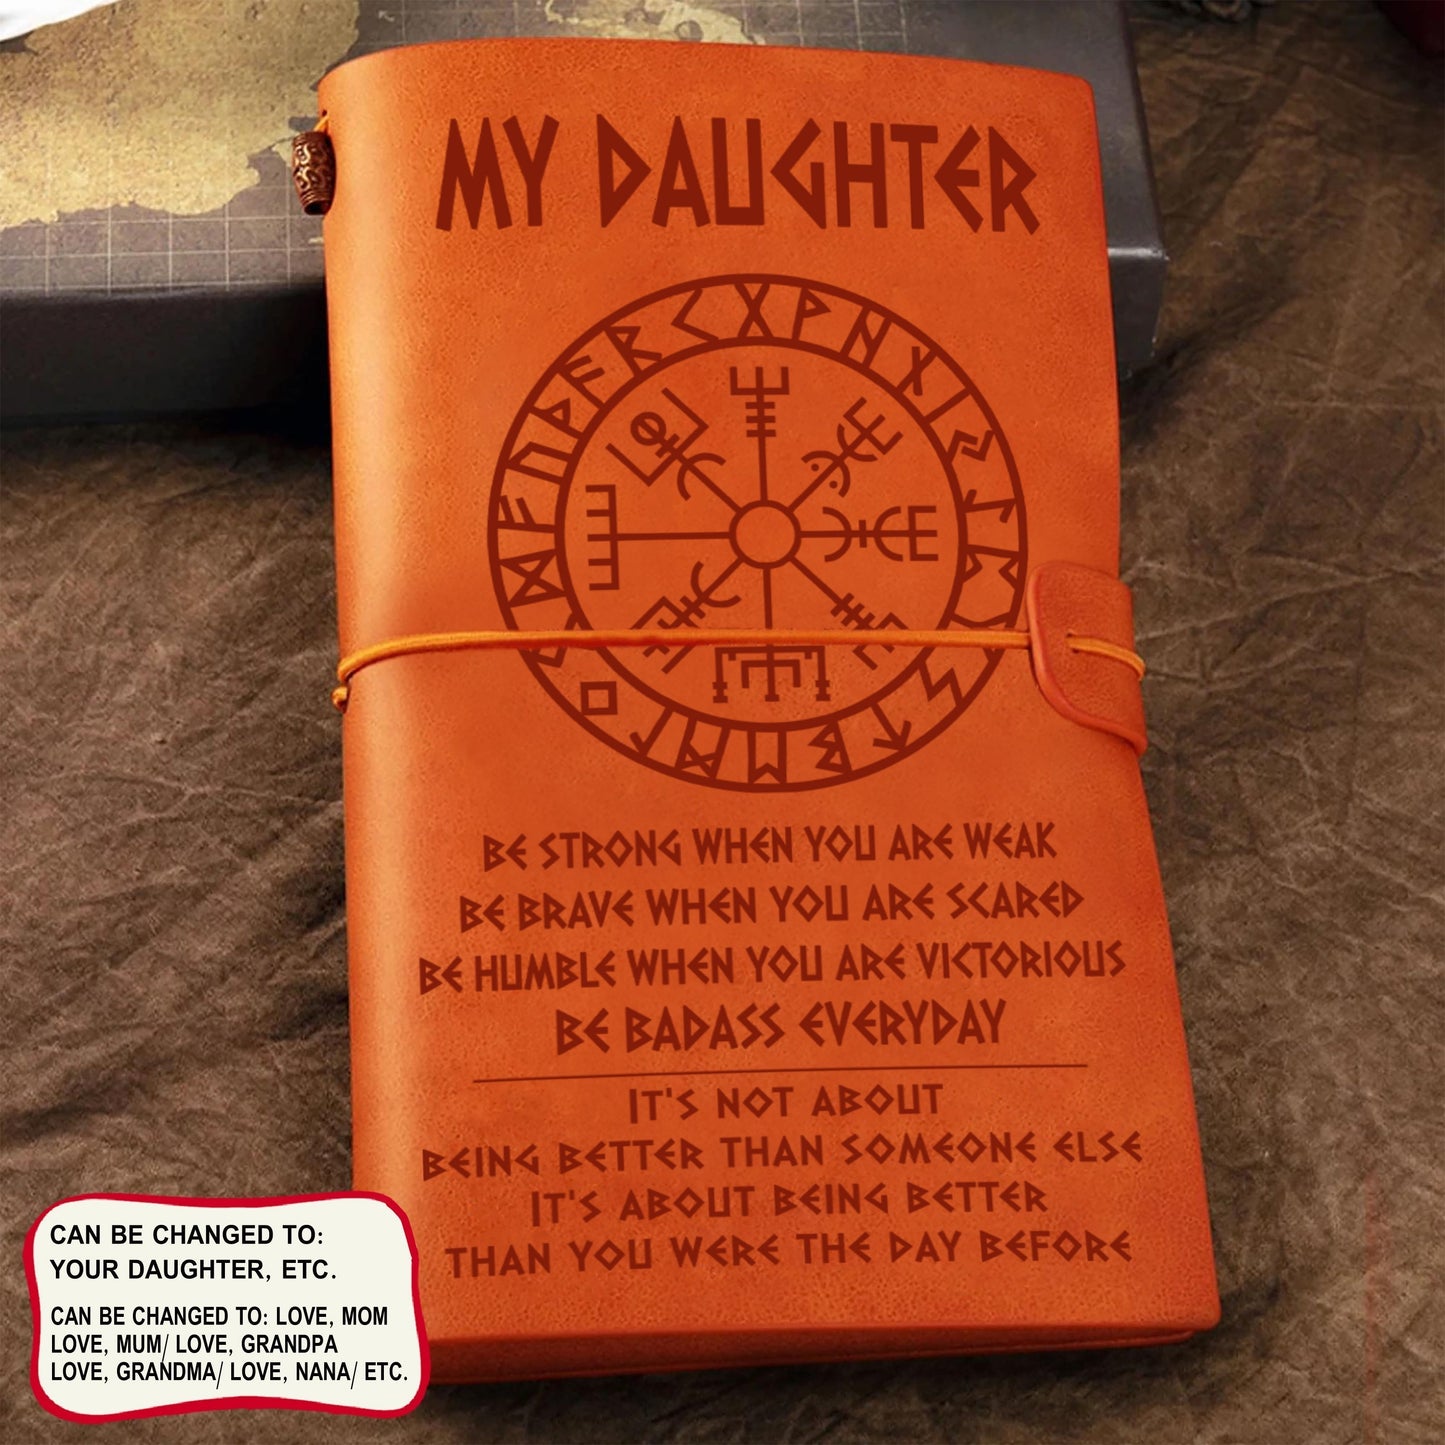 MY DAUGHTER
BE STRONG WHEN YOU ARE WEAK
BE BRAVE WHEN YOU ARE SCARED
BE HUMBLE WHEN YOU ARE VICTORIOUS
BE BADASS EVERYDAY
IT'S NOT ABOUT
BEING BETTER THAN SOMEONE ELSE
IT'S ABOUT BEING BETTER
THAN YOU WERE THE DAY BEFORE
CAN BE CHANGED TO:
YOUR DAUGHTER, ETC.
CAN BE CHANGED TO: LOVE, MOM
LOVE, MUM/ LOVE, GRANDPA
LOVE, GRANDMA/ LOVE, NANA/ ETC.